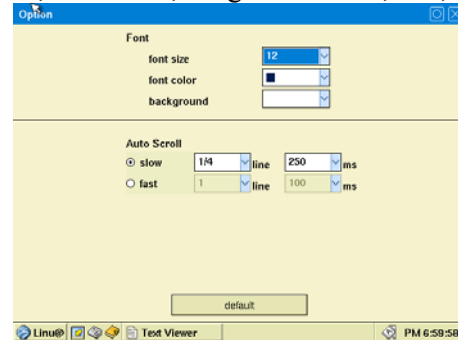 Option
Font
font size 12
font color
background
Auto Scroll
slow 1/4 line 250 ms
fast 1 line 100 ms
default
Linu@ Text Viewer PM 6:59:58